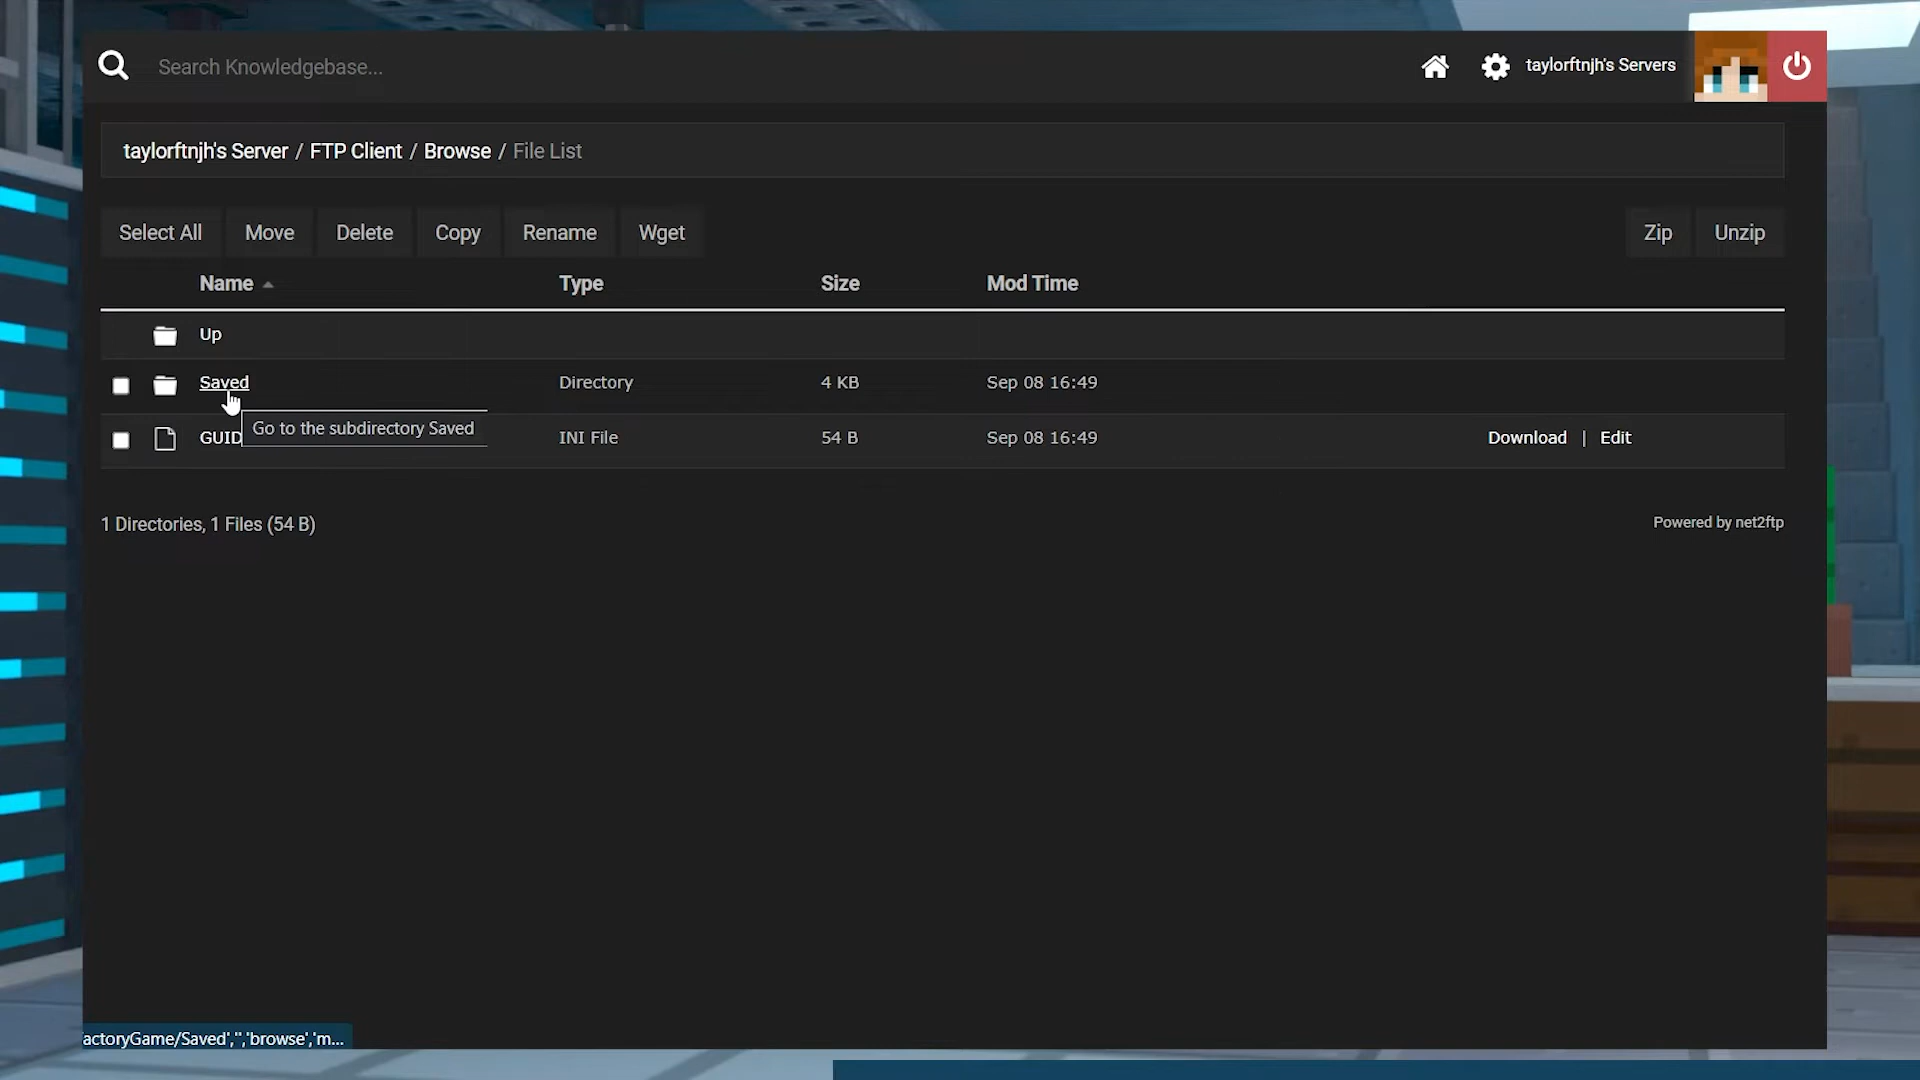 Search Knowledgebase...
taylorftnjh's Servers
taylorftnjh's Server / FTP Client / Browse / File List
Select All Move Delete Copy Rename Wget Zip Unzip
Name Type Size Mod Time
Up
Saved Directory 4 KB Sep 08 16:49
Go to the subdirectory Saved
GUID INI File 54 B Sep 08 16:49 Download | Edit
1 Directories, 1 Files (54 B)
Powered by net2ftp
actoryGame/Saved','','browse','m...